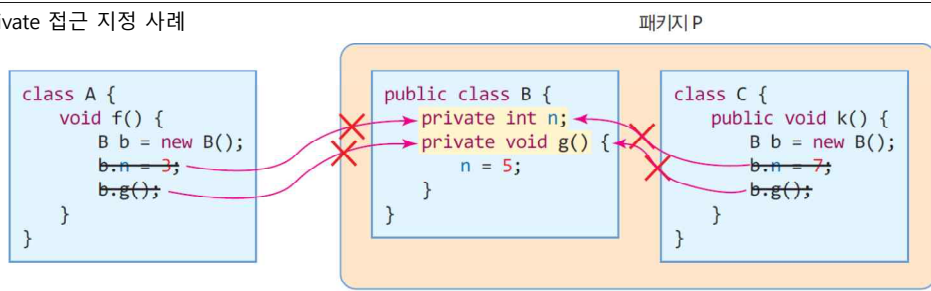 ivate 접근 지정 사례
패키지 P
class A {
void f() {
B b = new B();
b.n = 3;
b.g();
}
}
public class B {
private int n;
private void g() {
n = 5;
}
}
class C {
public void k() {
B b = new B();
b.n = 7;
b.g();
}
}